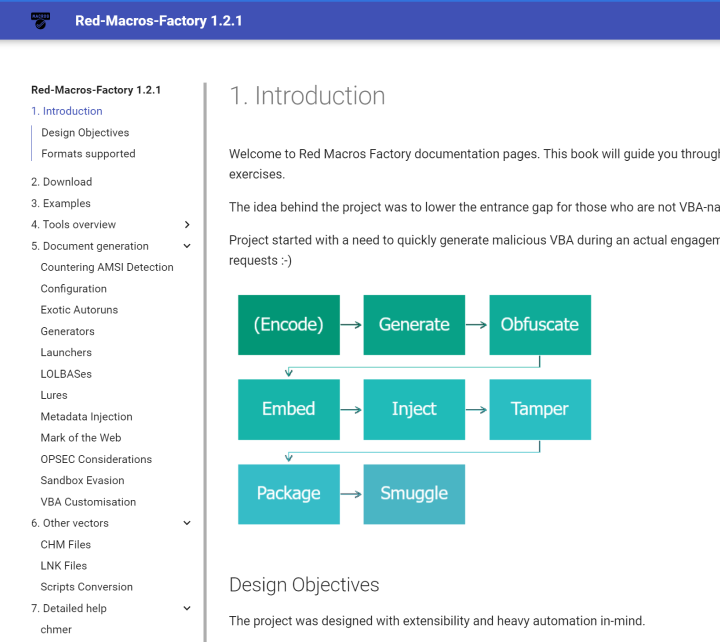 Red-Macros-Factory 1.2.1
Red-Macros-Factory 1.2.1
1. Introduction
Design Objectives
Formats supported
2. Download
3. Examples
4. Tools overview
5. Document generation
Countering AMSI Detection
Configuration
Exotic Autoruns
Generators
Launchers
LOLBASes
Lures
Metadata Injection
Mark of the Web
OPSEC Considerations
Sandbox Evasion
VBA Customisation
6. Other vectors
CHM Files
LNK Files
Scripts Conversion
7. Detailed help
chmer
1. Introduction
Welcome to Red Macros Factory documentation pages. This book will guide you through
exercises.
The idea behind the project was to lower the entrance gap for those who are not VBA-na
Project started with a need to quickly generate malicious VBA during an actual engagem
requests :-)
(Encode)
Generate
Obfuscate
Embed
Inject
Tamper
Package
Smuggle
Design Objectives
The project was designed with extensibility and heavy automation in-mind.